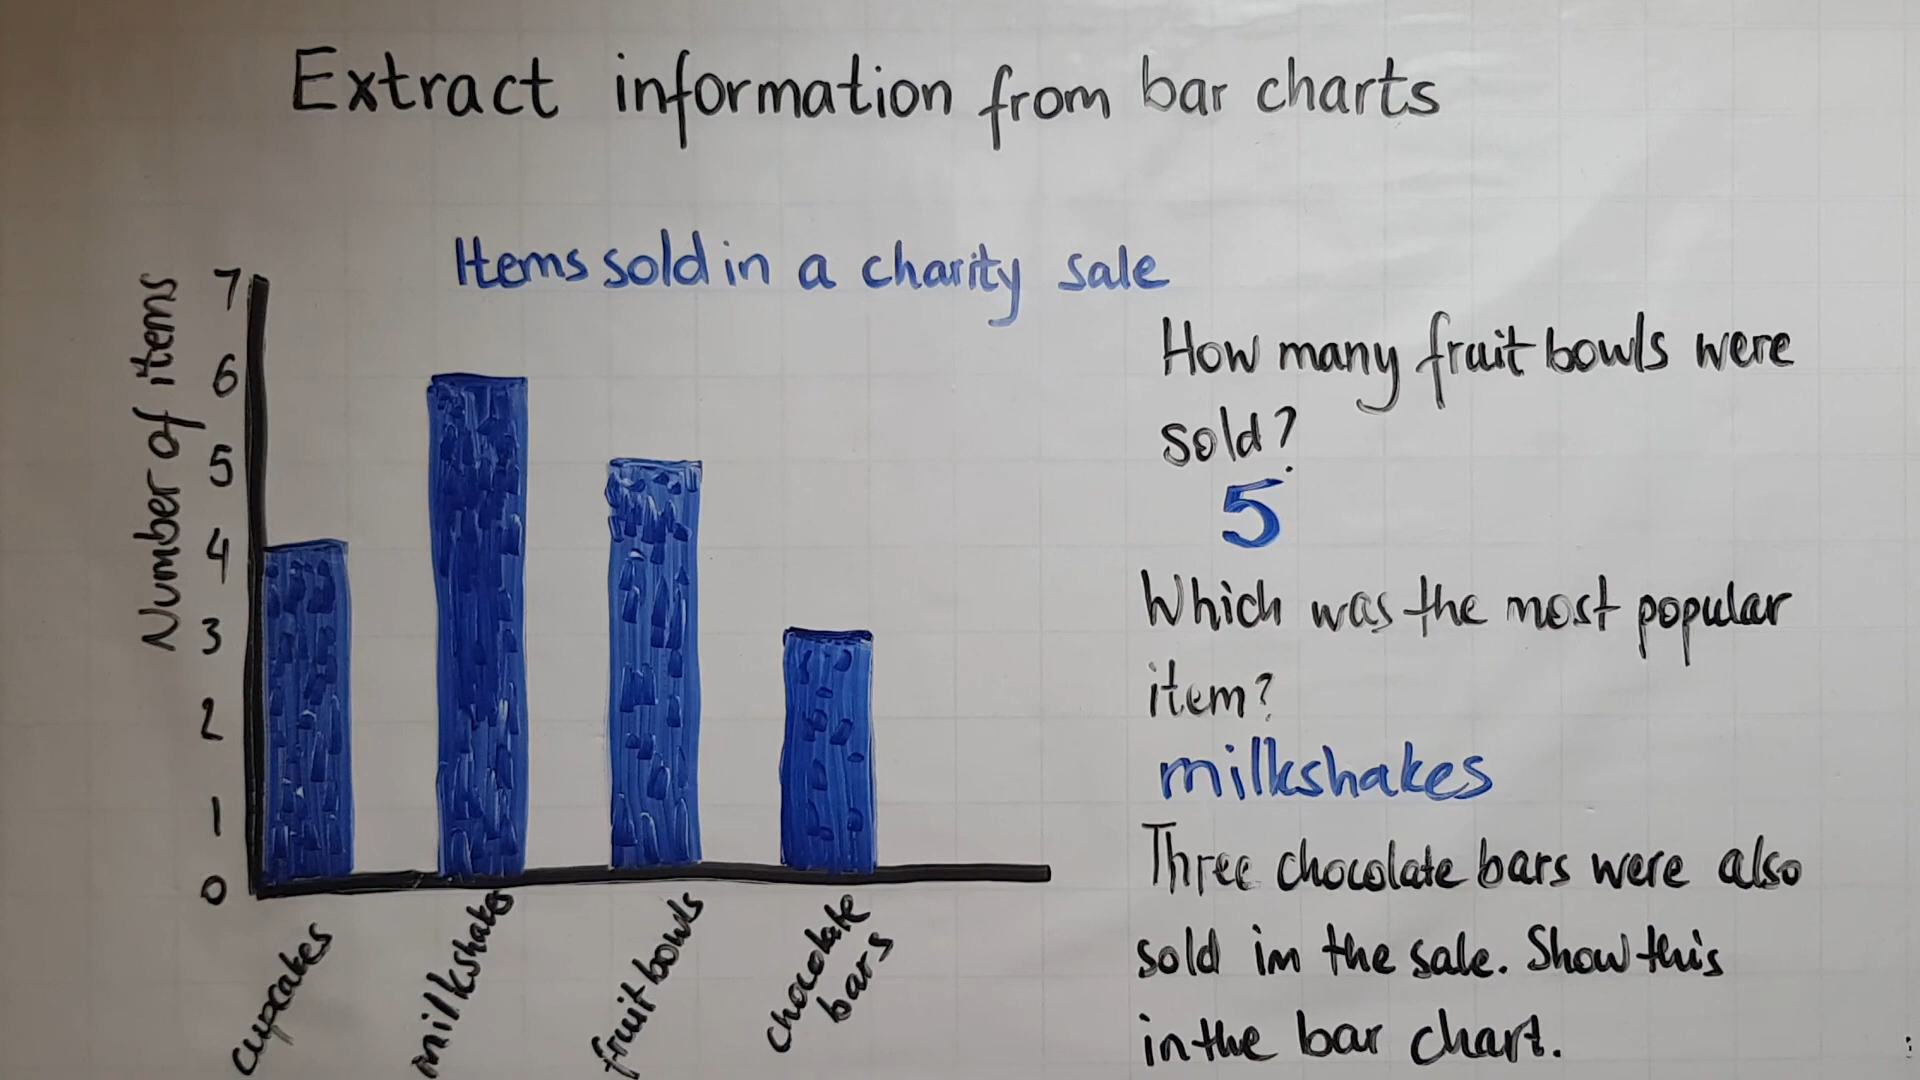 Extract information from bar charts
Items sold in a charity sale
Number of items
7
6
5
4
3
2
1
0
cupcakes
milkshakes
fruit bowls
chocolate
bars
How many fruit bowls were
sold?
5
Which was the most popular
item?
milkshakes
Three chocolate bars were also
sold in the sale. Show this
in the bar chart.